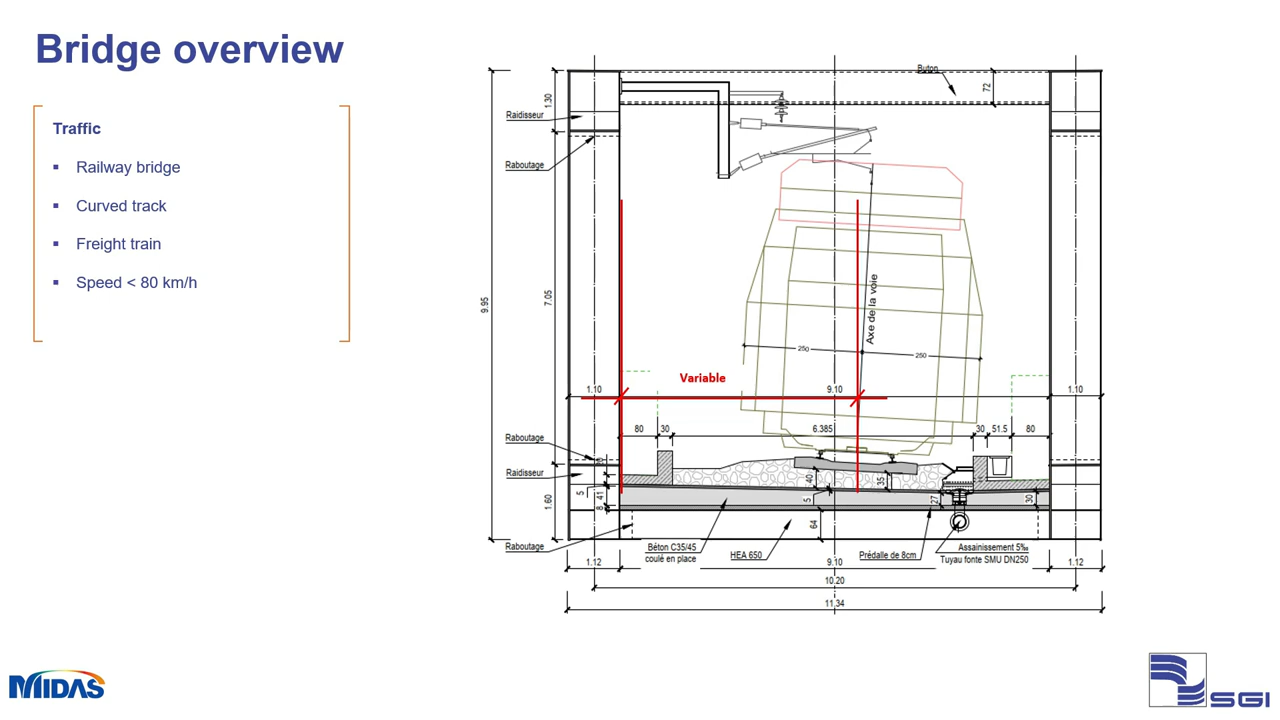 Bridge overview
Traffic
▪ Railway bridge
▪ Curved track
▪ Freight train
▪ Speed < 80 km/h
Buton
72
1.30
Raidisseur
Raboutage
9.95
7.05
Axe de la voie
250
250
Variable
1.10
9.10
1.10
80
30
6.385
30
51.5
80
Raboutage
Raidisseur
40
35
5
41
8
5
27
30
1.60
64
Raboutage
Béton C35/45
coulé en place
HEA 650
Prédalle de 8cm
Assainissement 5‰
Tuyau fonte SMU DN250
1.12
9.10
1.12
10.20
11.34
MIDAS
SGI